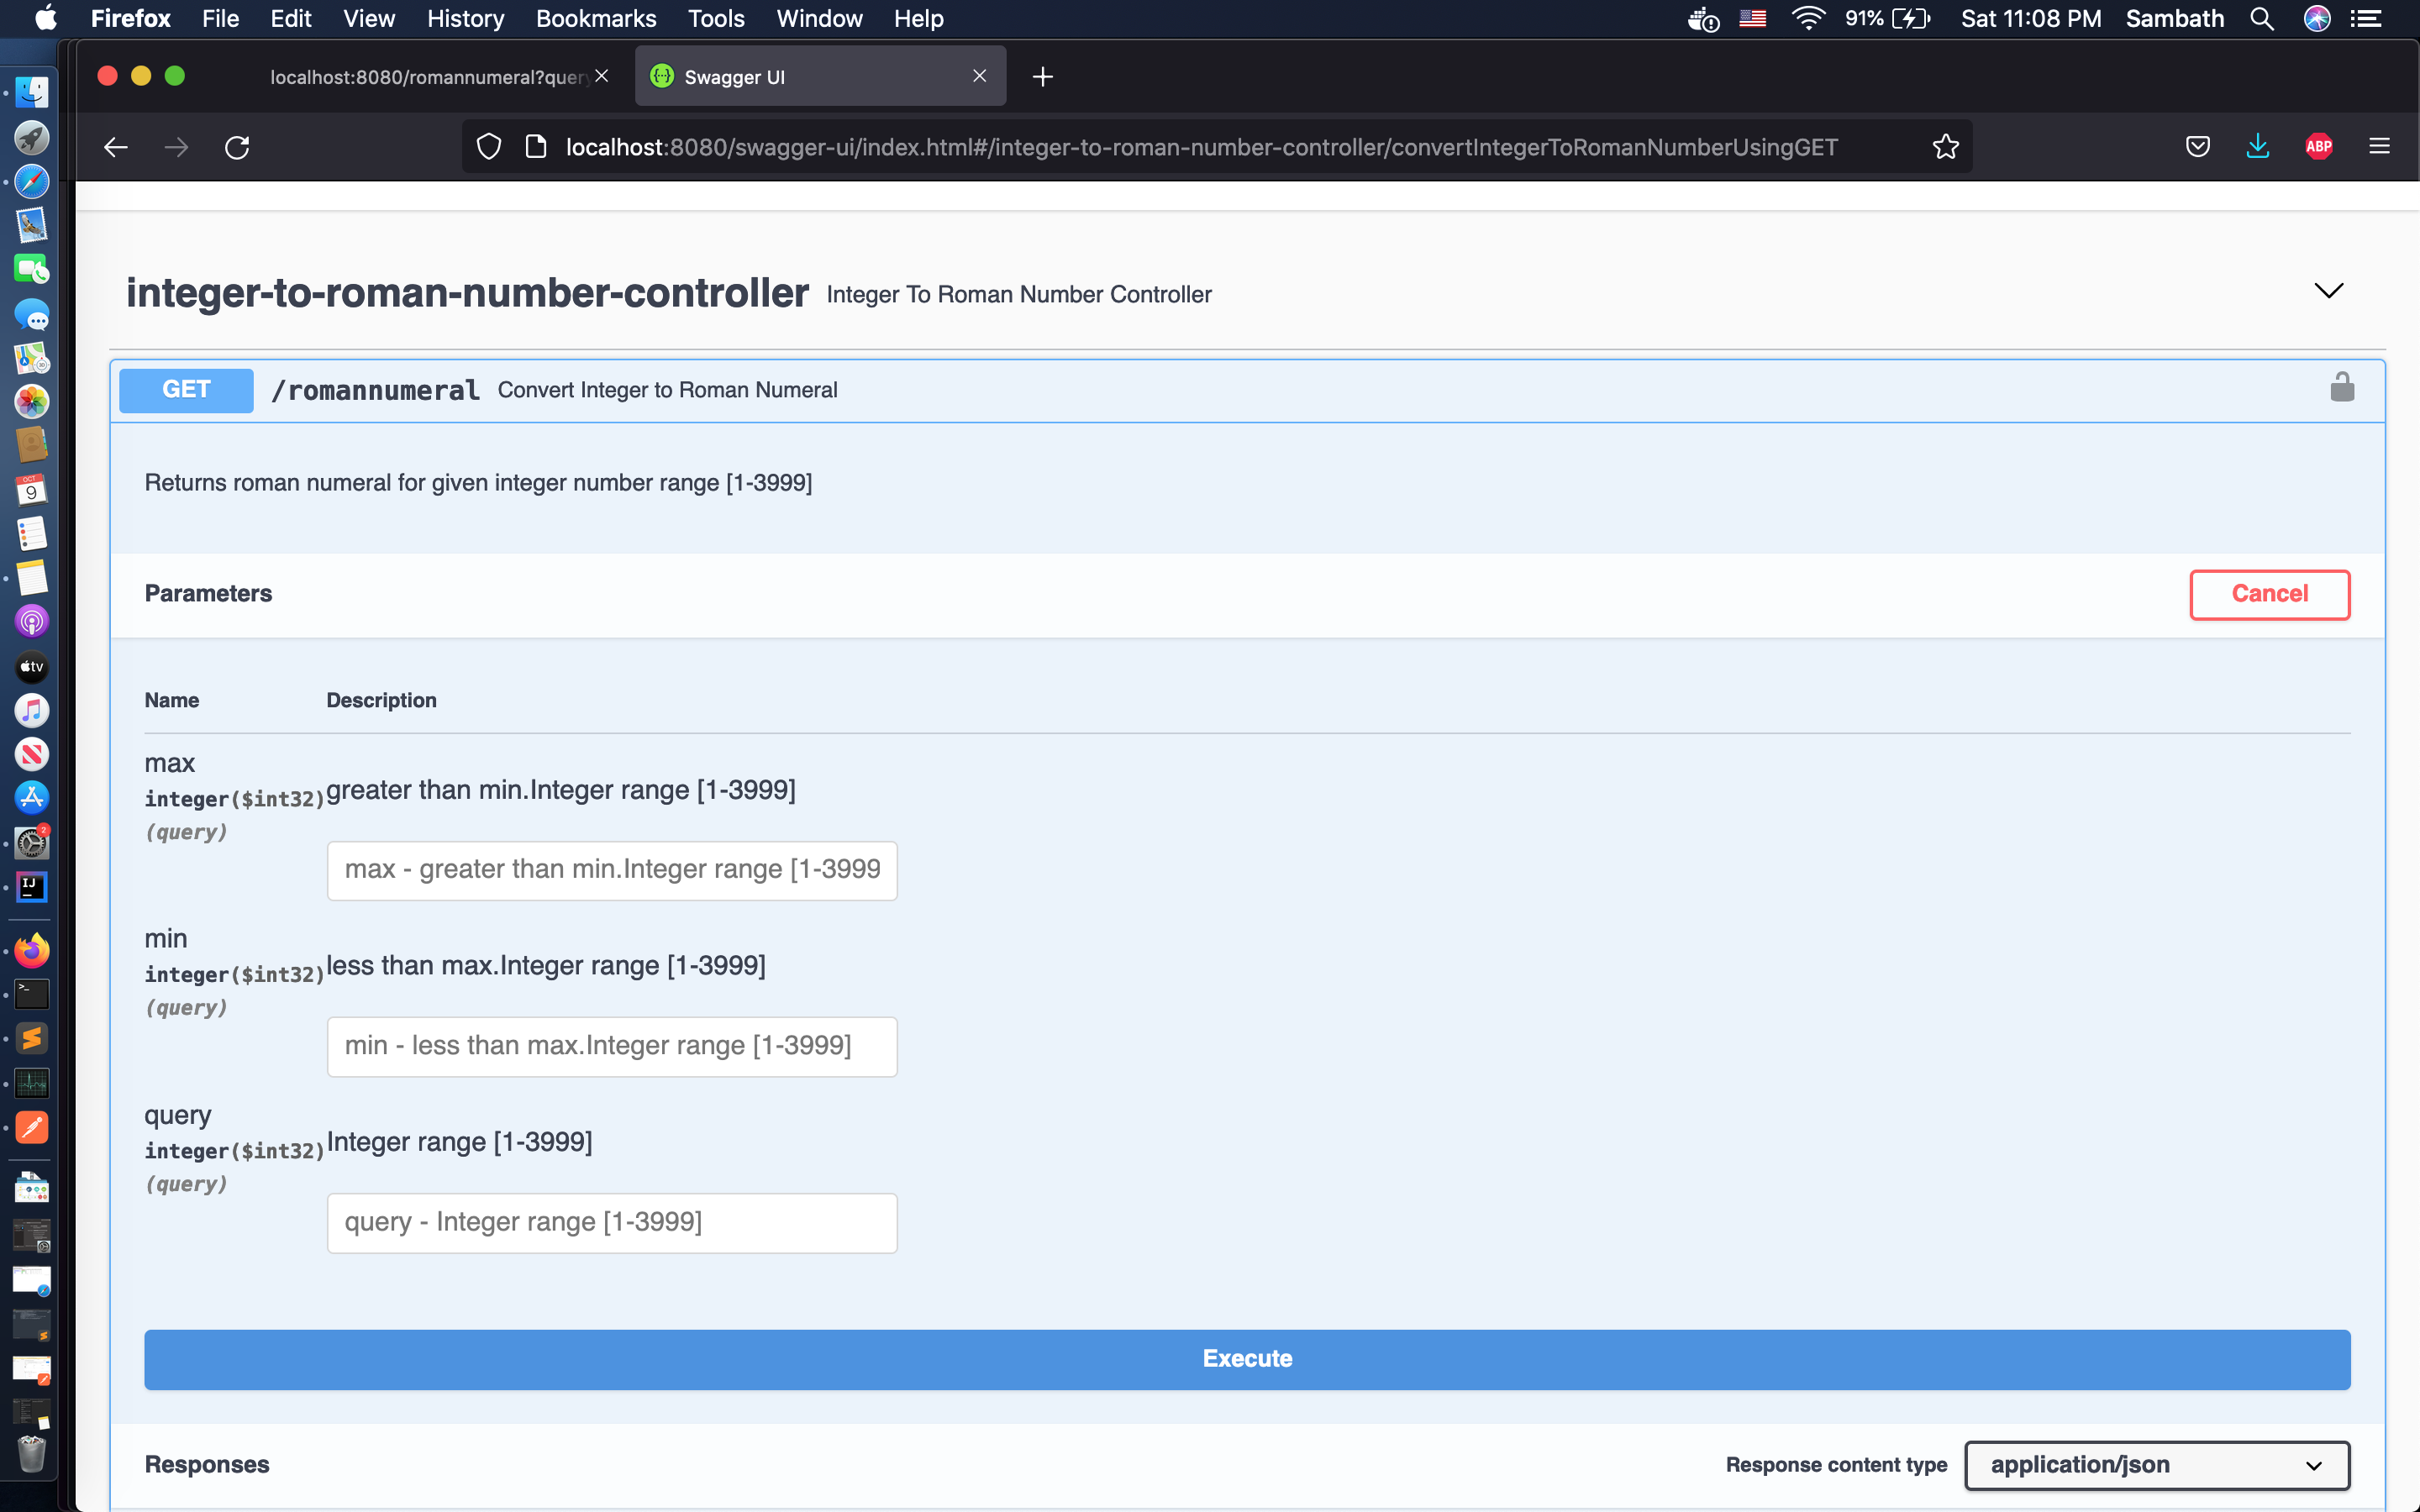 Firefox File Edit View History Bookmarks Tools Window Help 91% Sat 11:08 PM Sambath
localhost:8080/romannumeral?query Swagger UI
localhost:8080/swagger-ui/index.html#/integer-to-roman-number-controller/convertIntegerToRomanNumberUsingGET ABP
integer-to-roman-number-controller Integer To Roman Number Controller
GET /romannumeral Convert Integer to Roman Numeral
Returns roman numeral for given integer number range [1-3999]
Parameters Cancel
Name Description
max
integer($int32)
(query)
greater than min.Integer range [1-3999]
max - greater than min.Integer range [1-3999
min
integer($int32)
(query)
less than max.Integer range [1-3999]
min - less than max.Integer range [1-3999]
query
integer($int32)
(query)
Integer range [1-3999]
query - Integer range [1-3999]
Execute
Responses Response content type application/json
OCT
9
tv
2
IJ